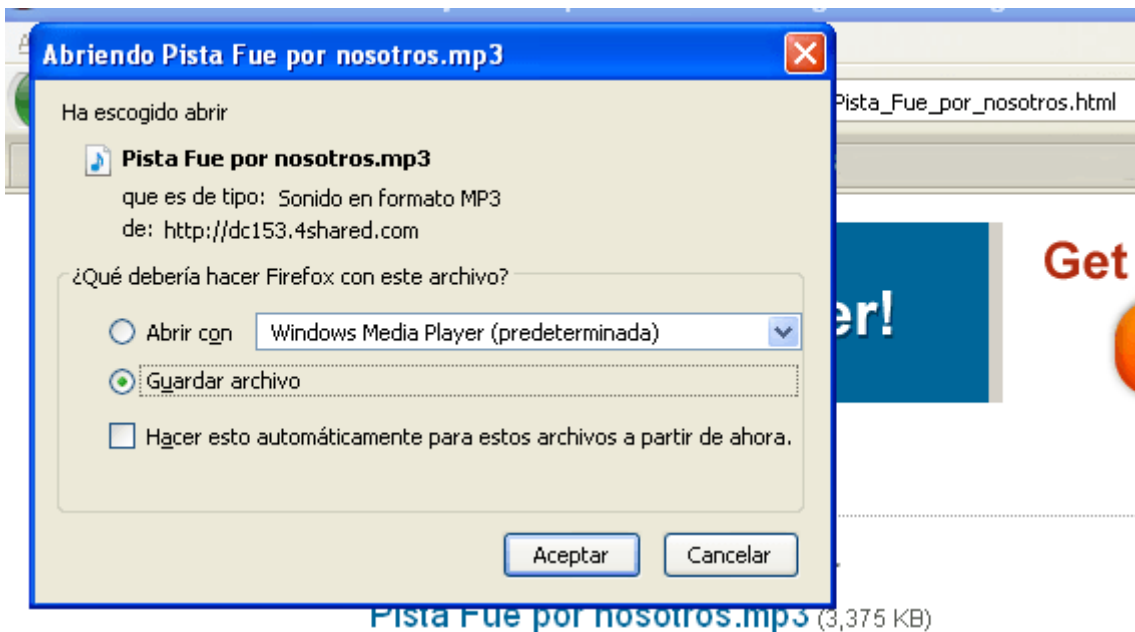 Abriendo Pista Fue por nosotros.mp3
Ha escogido abrir
Pista_Fue_por_nosotros.html
Pista Fue por nosotros.mp3
que es de tipo: Sonido en formato MP3
de: http://dc153.4shared.com
¿Qué debería hacer Firefox con este archivo?
Get
er!
Abrir con Windows Media Player (predeterminada)
Guardar archivo
Hacer esto automáticamente para estos archivos a partir de ahora.
Aceptar Cancelar
Pista Fue por nosotros.mp3 (3,375 KB)